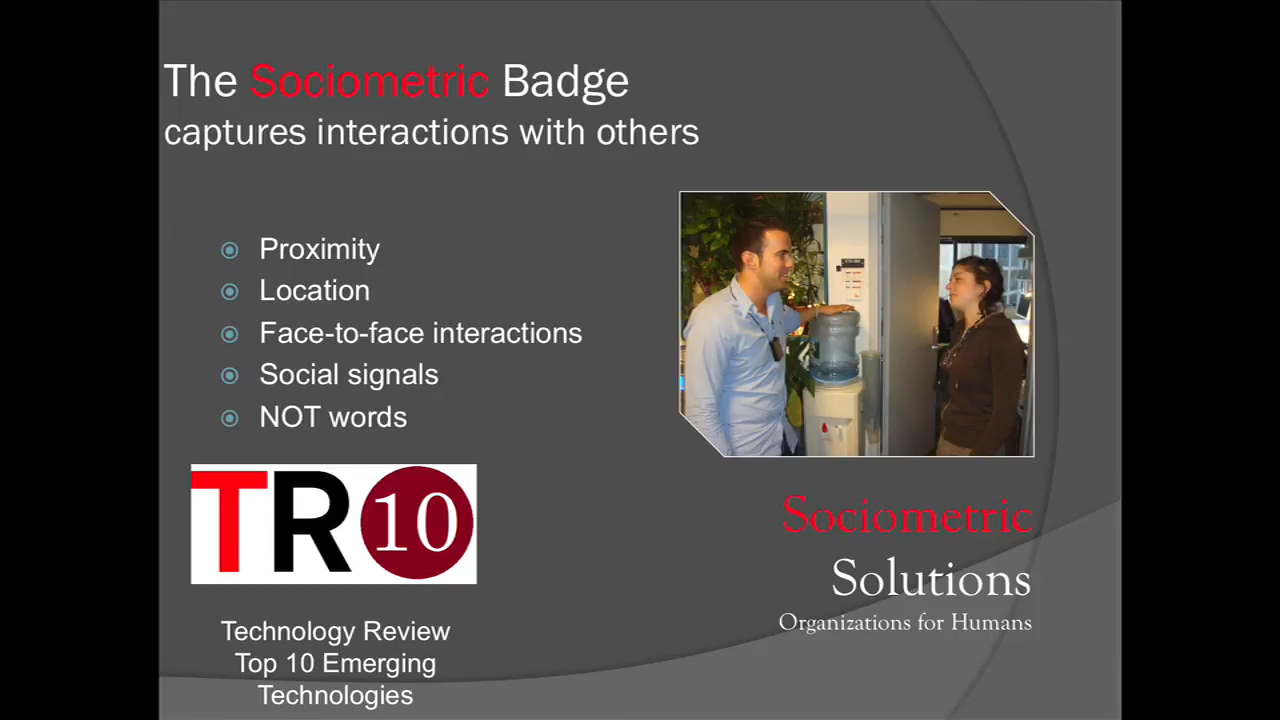 The Sociometric Badge
captures interactions with others
Proximity
Location
Face-to-face interactions
Social signals
NOT words
TR10
Technology Review
Top 10 Emerging
Technologies
Sociometric
Solutions
Organizations for Humans